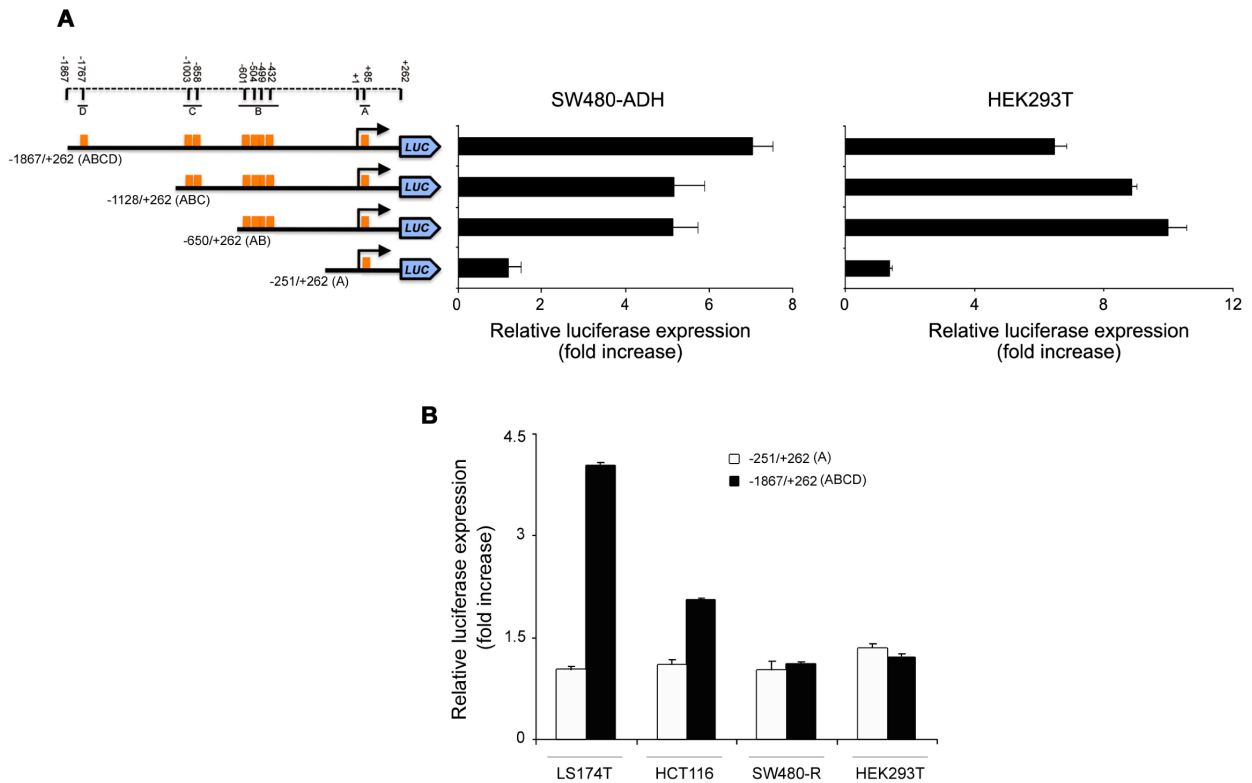 A
-1867
-1767
-1003
-858
-601
-504
-499
-432
+1
+85
+262
D
C
B
A
SW480-ADH
HEK293T
LUC
-1867/+262 (ABCD)
LUC
-1128/+262 (ABC)
LUC
-650/+262 (AB)
LUC
-251/+262 (A)
0 2 4 6 8
Relative luciferase expression
(fold increase)
0 4 8 12
Relative luciferase expression
(fold increase)
B
Relative luciferase expression
(fold increase)
4.5
3
1.5
0
-251/+262 (A)
-1867/+262 (ABCD)
LS174T HCT116 SW480-R HEK293T